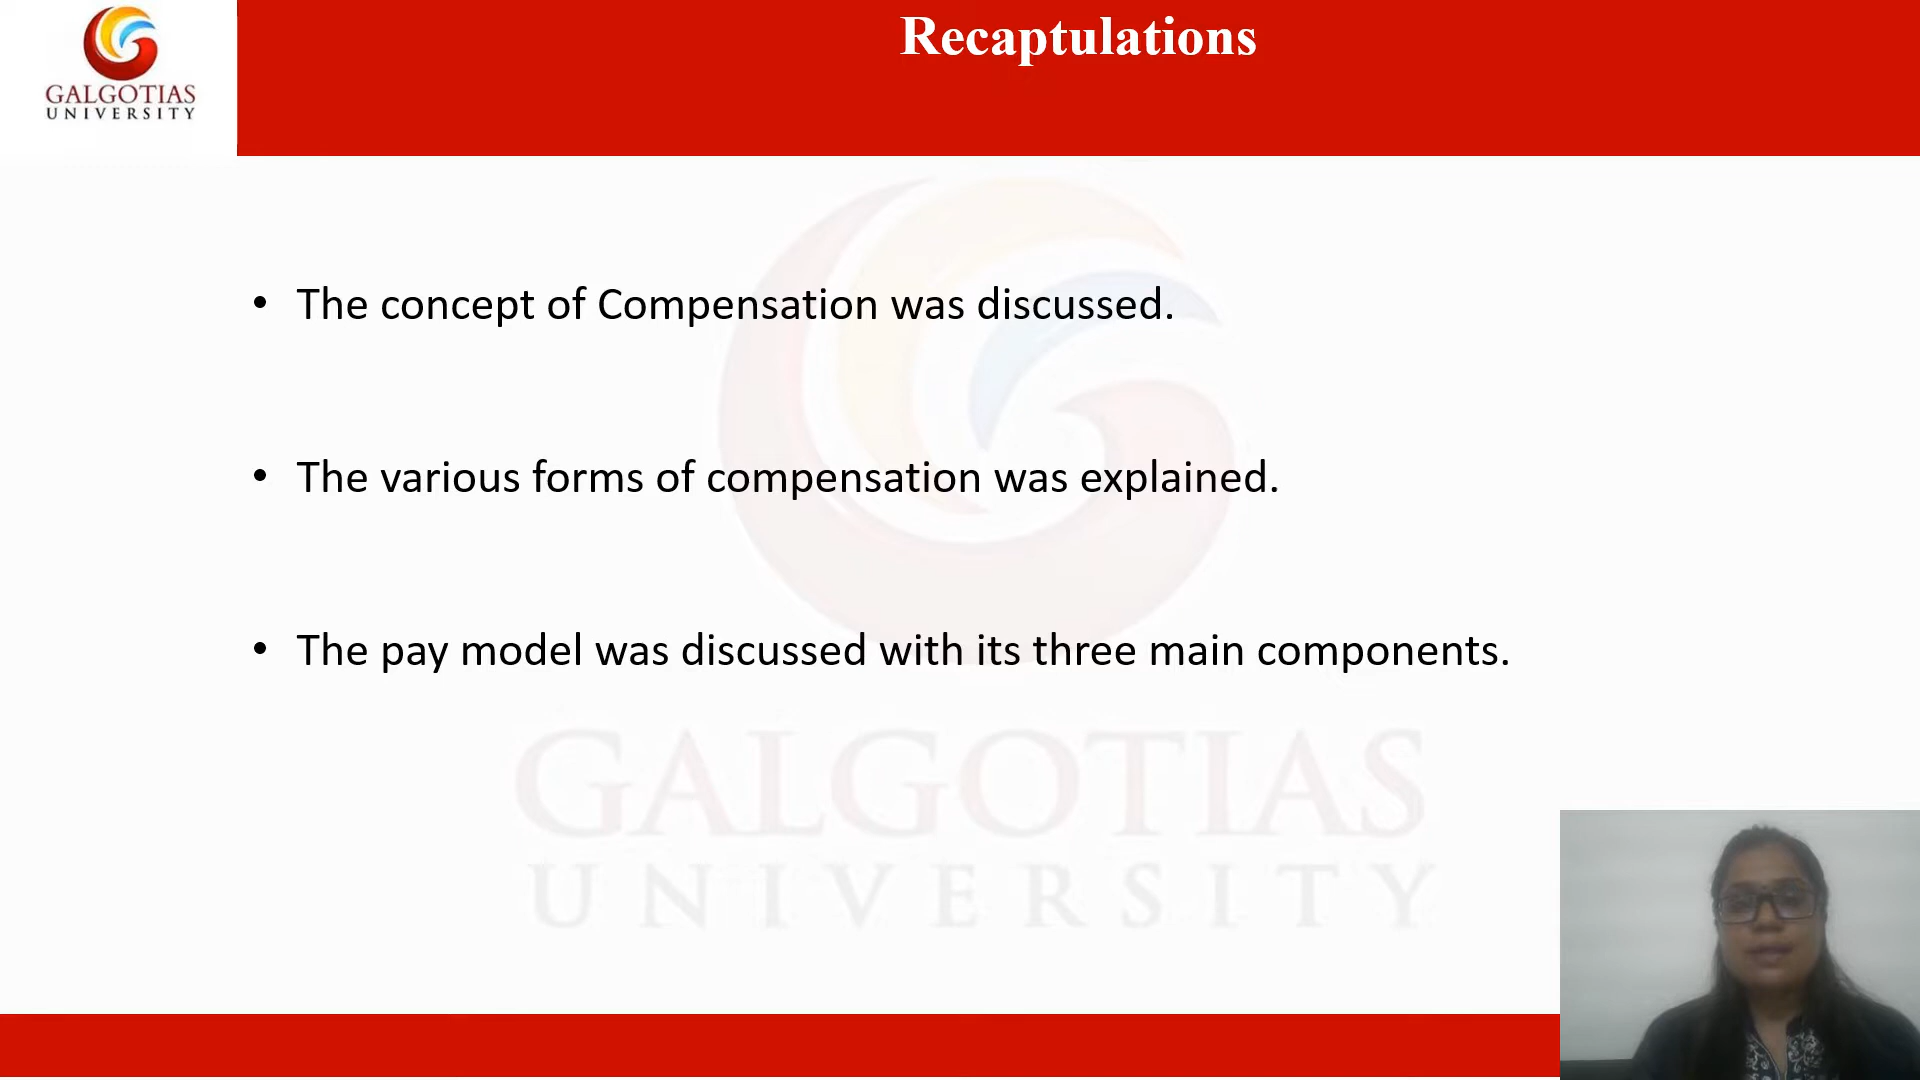 GALGOTIAS
UNIVERSITY
Recaptulations
• The concept of Compensation was discussed.
• The various forms of compensation was explained.
• The pay model was discussed with its three main components.
GALGOTIAS
UNIVERSITY